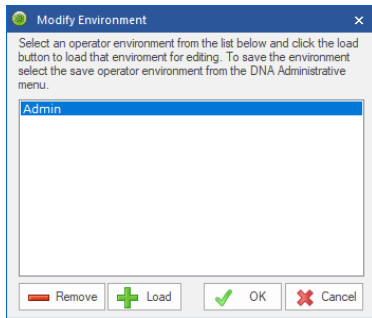 Modify Environment
Select an operator environment from the list below and click the load
button to load that enviroment for editing. To save the environment
select the save operator environment from the DNA Administrative
menu.
Admin
Remove Load OK Cancel